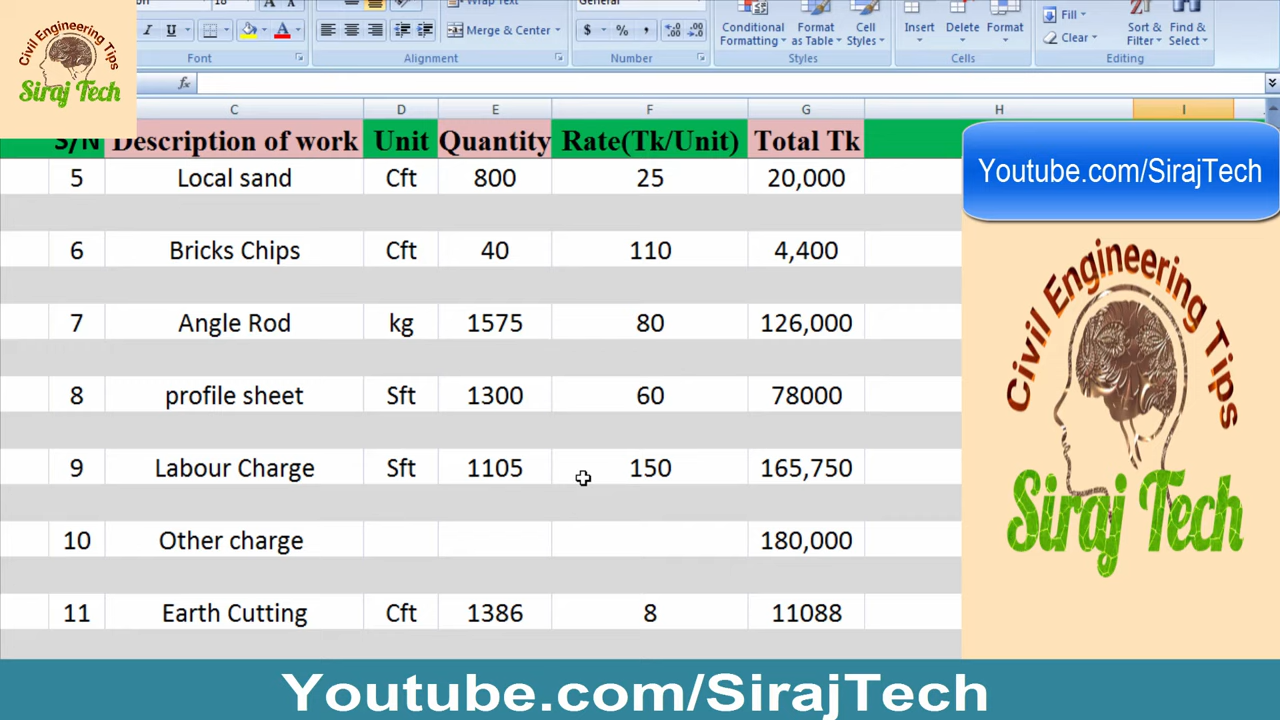 Civil Engineering Tips
Siraj Tech
Wrap Text
General
Merge & Center
$ % ,
Conditional Formatting
Format as Table
Cell Styles
Insert
Delete
Format
Fill
Clear
Sort & Filter
Find & Select
I U
A
Font
Alignment
Number
Styles
Cells
Editing
fx
C D E F G H I
S/N Description of work Unit Quantity Rate(Tk/Unit) Total Tk
5 Local sand Cft 800 25 20,000
6 Bricks Chips Cft 40 110 4,400
7 Angle Rod kg 1575 80 126,000
8 profile sheet Sft 1300 60 78000
9 Labour Charge Sft 1105 150 165,750
10 Other charge 180,000
11 Earth Cutting Cft 1386 8 11088
Youtube.com/SirajTech
Civil Engineering Tips
Siraj Tech
Youtube.com/SirajTech